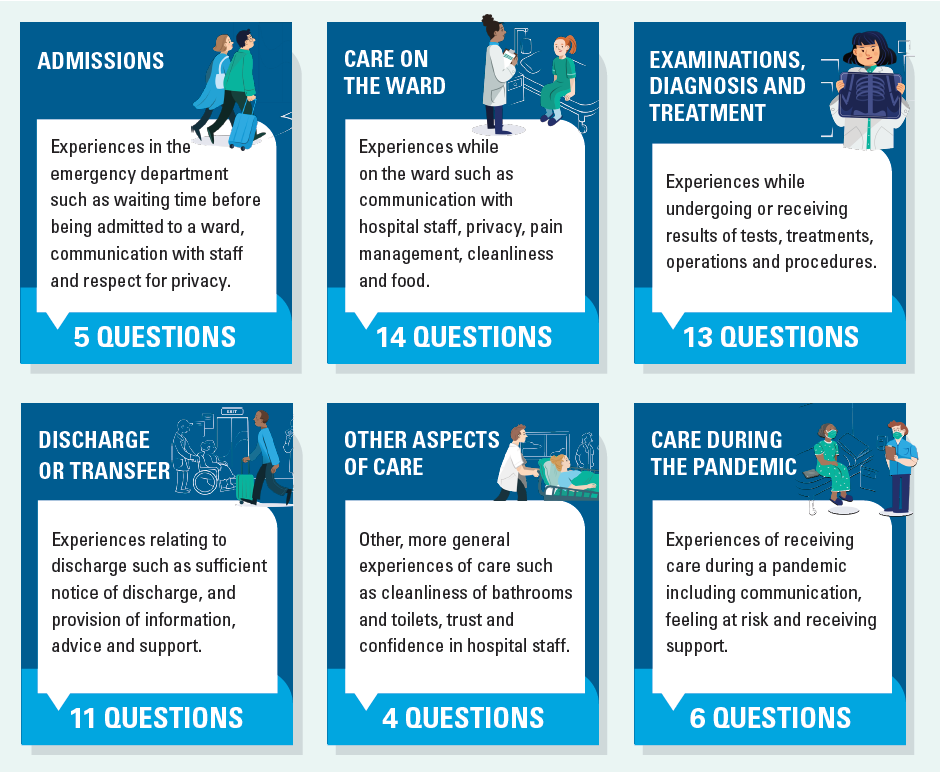 ADMISSIONS
Experiences in the
emergency department
such as waiting time before
being admitted to a ward,
communication with staff
and respect for privacy.
5 QUESTIONS
CARE ON
THE WARD
Experiences while
on the ward such as
communication with
hospital staff, privacy, pain
management, cleanliness
and food.
14 QUESTIONS
EXAMINATIONS,
DIAGNOSIS AND
TREATMENT
Experiences while
undergoing or receiving
results of tests, treatments,
operations and procedures.
13 QUESTIONS
EXIT
DISCHARGE
OR TRANSFER
Experiences relating to
discharge such as sufficient
notice of discharge, and
provision of information,
advice and support.
11 QUESTIONS
OTHER ASPECTS
OF CARE
Other, more general
experiences of care such
as cleanliness of bathrooms
and toilets, trust and
confidence in hospital staff.
4 QUESTIONS
CARE DURING
THE PANDEMIC
Experiences of receiving
care during a pandemic
including communication,
feeling at risk and receiving
support.
6 QUESTIONS